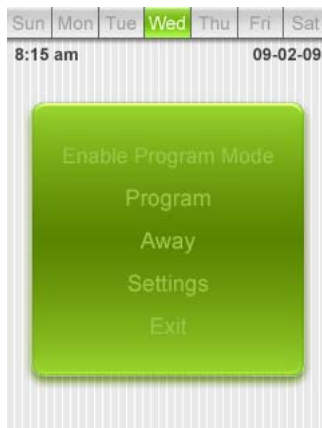 Sun Mon Tue Wed Thu Fri Sat
8:15 am 09-02-09
Enable Program Mode
Program
Away
Settings
Exit